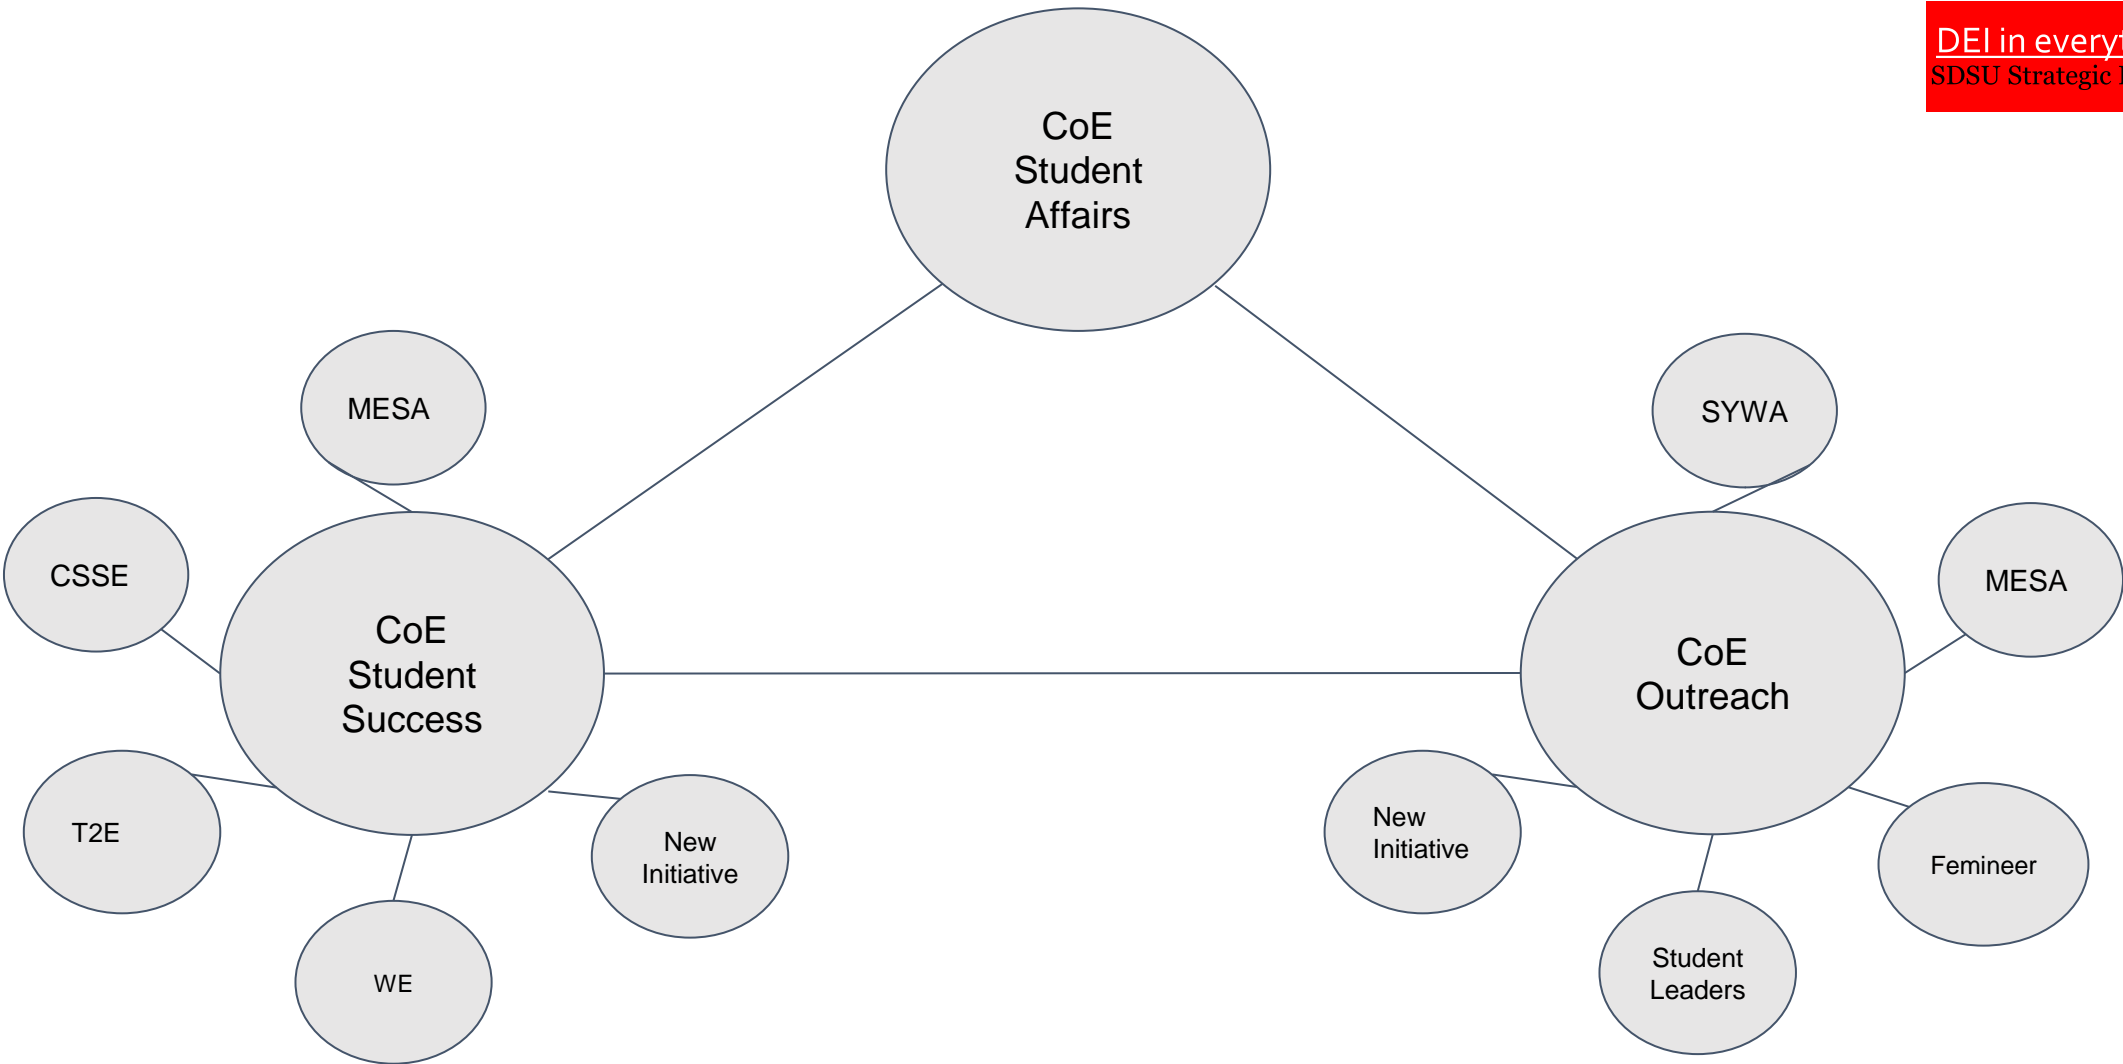 DEI in every
SDSU Strategic
CoE
Student
Affairs
MESA
SYWA
CSSE
MESA
CoE
Student
Success
CoE
Outreach
T2E
New
Initiative
New
Initiative
Femineer
WE
Student
Leaders